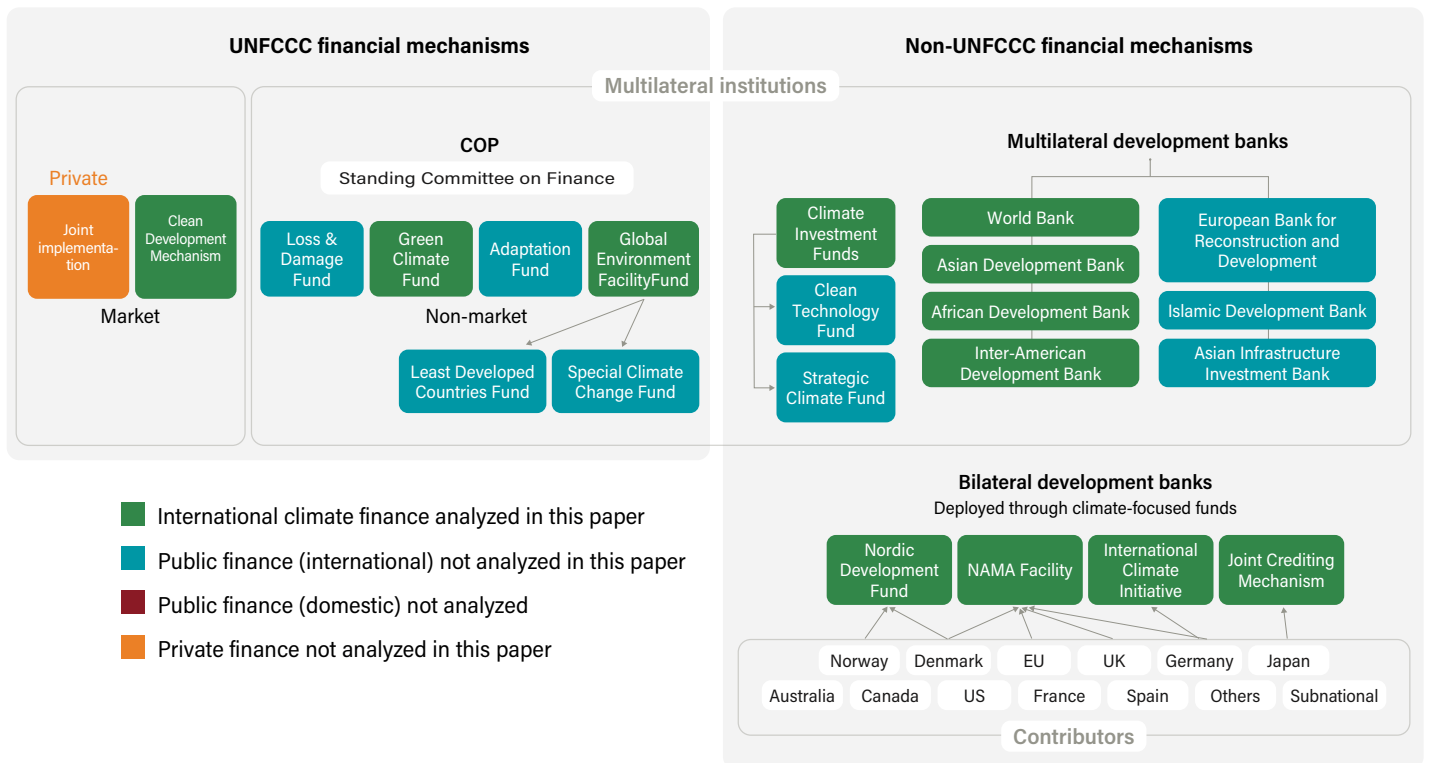 UNFCCC financial mechanisms
Non-UNFCCC financial mechanisms
Multilateral institutions
COP
Standing Committee on Finance
Private
Joint
implementa-
tion
Clean
Development
Mechanism
Market
Loss &
Damage
Fund
Green
Climate
Fund
Adaptation
Fund
Global
Environment
FacilityFund
Non-market
Least Developed
Countries Fund
Special Climate
Change Fund
Multilateral development banks
Climate
Investment
Funds
Clean
Technology
Fund
Strategic
Climate Fund
World Bank
Asian Development Bank
African Development Bank
Inter-American
Development Bank
European Bank for
Reconstruction and
Development
Islamic Development Bank
Asian Infrastructure
Investment Bank
International climate finance analyzed in this paper
Public finance (international) not analyzed in this paper
Public finance (domestic) not analyzed
Private finance not analyzed in this paper
Bilateral development banks
Deployed through climate-focused funds
Nordic
Development
Fund
NAMA Facility
International
Climate
Initiative
Joint Crediting
Mechanism
Norway
Denmark
EU
UK
Germany
Japan
Australia
Canada
US
France
Spain
Others
Subnational
Contributors